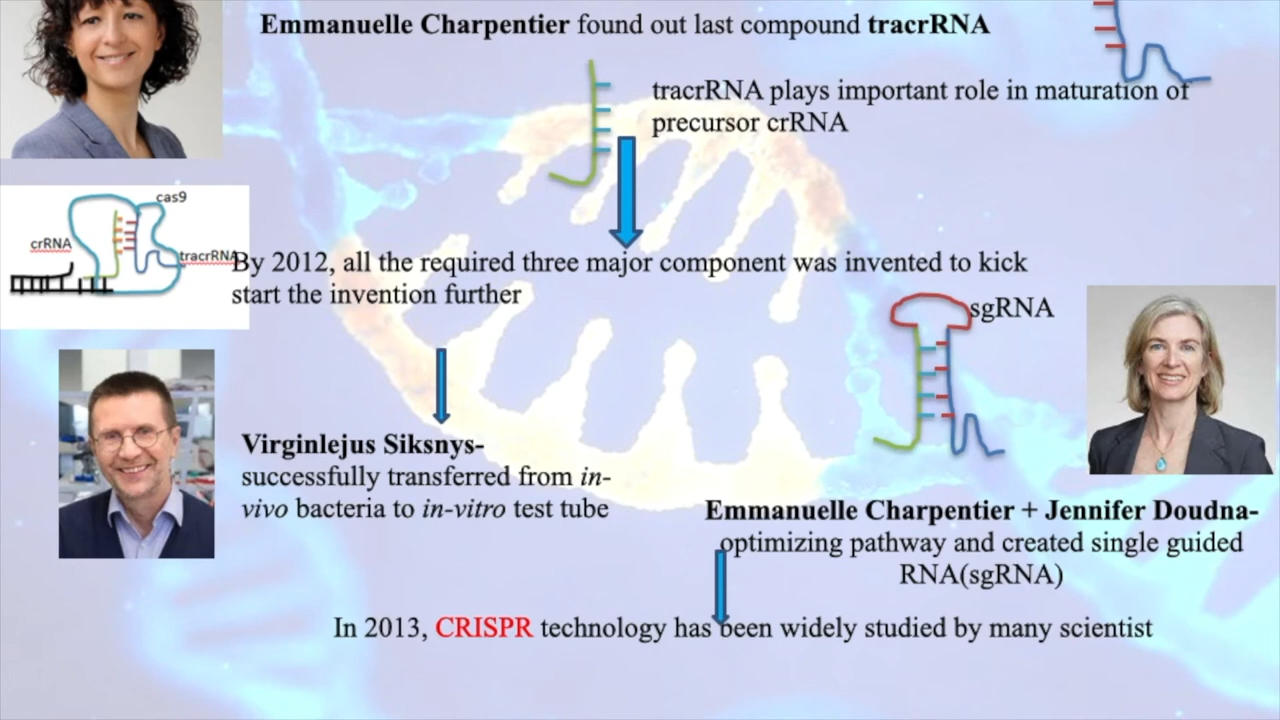 Emmanuelle Charpentier found out last compound tracrRNA
tracrRNA plays important role in maturation of
precursor crRNA
cas9
crRNA
tracrRNA
By 2012, all the required three major component was invented to kick
start the invention further
sgRNA
Virginlejus Siksnys-
successfully transferred from in-
vivo bacteria to in-vitro test tube
Emmanuelle Charpentier + Jennifer Doudna-
optimizing pathway and created single guided
RNA(sgRNA)
In 2013, CRISPR technology has been widely studied by many scientist